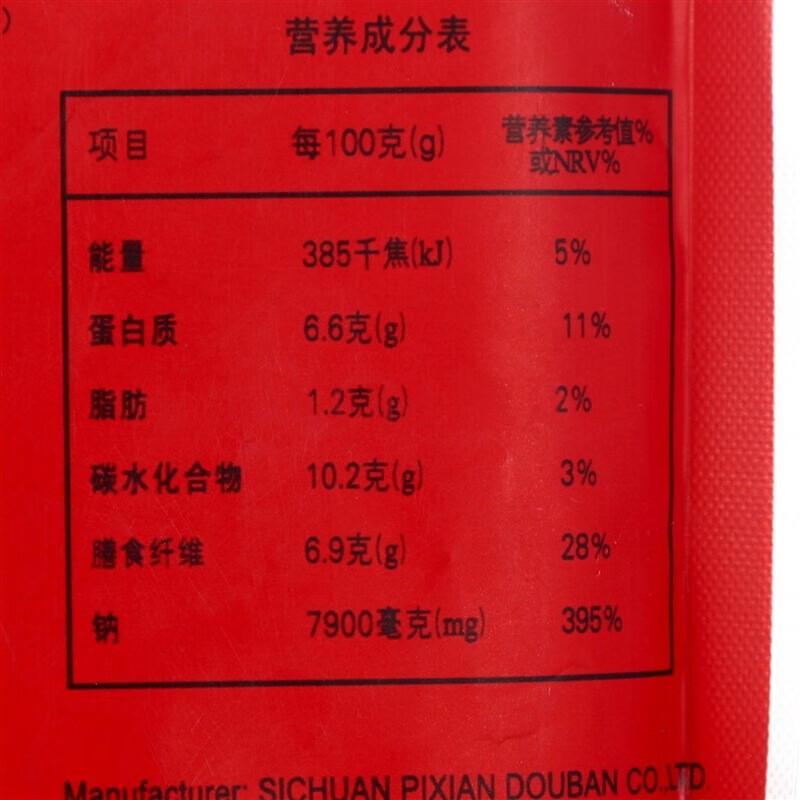 )
营养成分表
项目 每100克(g) 营养素参考值%
或NRV%
能量 385千焦(kJ) 5%
蛋白质 6.6克(g) 11%
脂肪 1.2克(g) 2%
碳水化合物 10.2克(g) 3%
膳食纤维 6.9克(g) 28%
钠 7900毫克(mg) 395%
Manufacturer: SICHUAN PIXIAN DOUBAN CO.,LTD